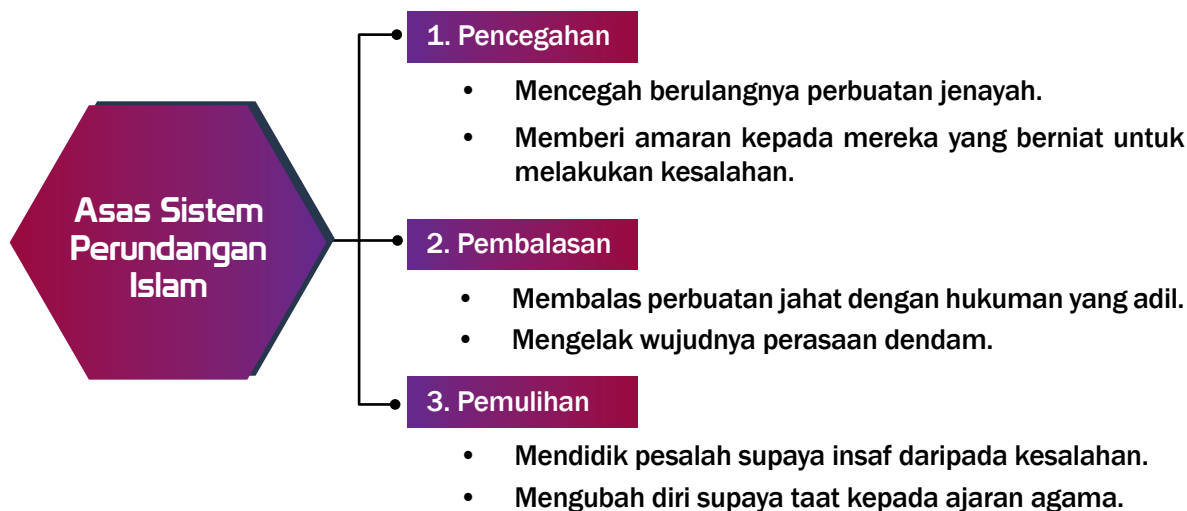 Asas Sistem
Perundangan
Islam
1. Pencegahan
• Mencegah berulangnya perbuatan jenayah.
• Memberi amaran kepada mereka yang berniat untuk
melakukan kesalahan.
2. Pembalasan
• Membalas perbuatan jahat dengan hukuman yang adil.
• Mengelak wujudnya perasaan dendam.
3. Pemulihan
• Mendidik pesalah supaya insaf daripada kesalahan.
• Mengubah diri supaya taat kepada ajaran agama.